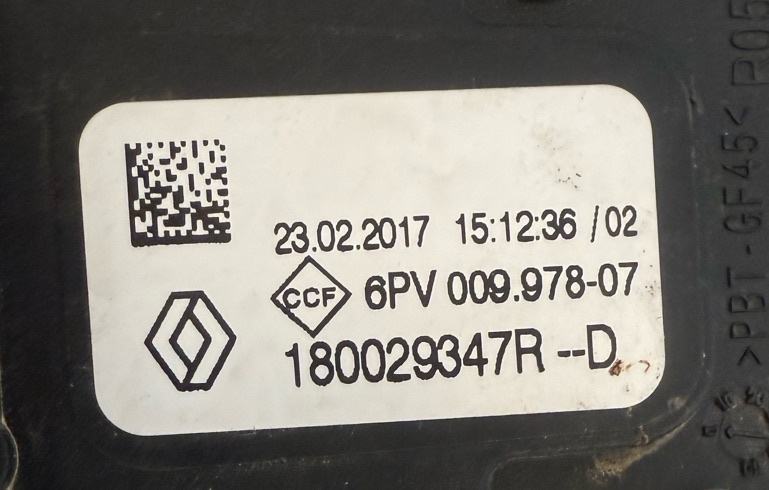 23.02.2017 15:12:36 /02
CCF 6PV 009.978-07
180029347R --D
>PBT-GF45< P05